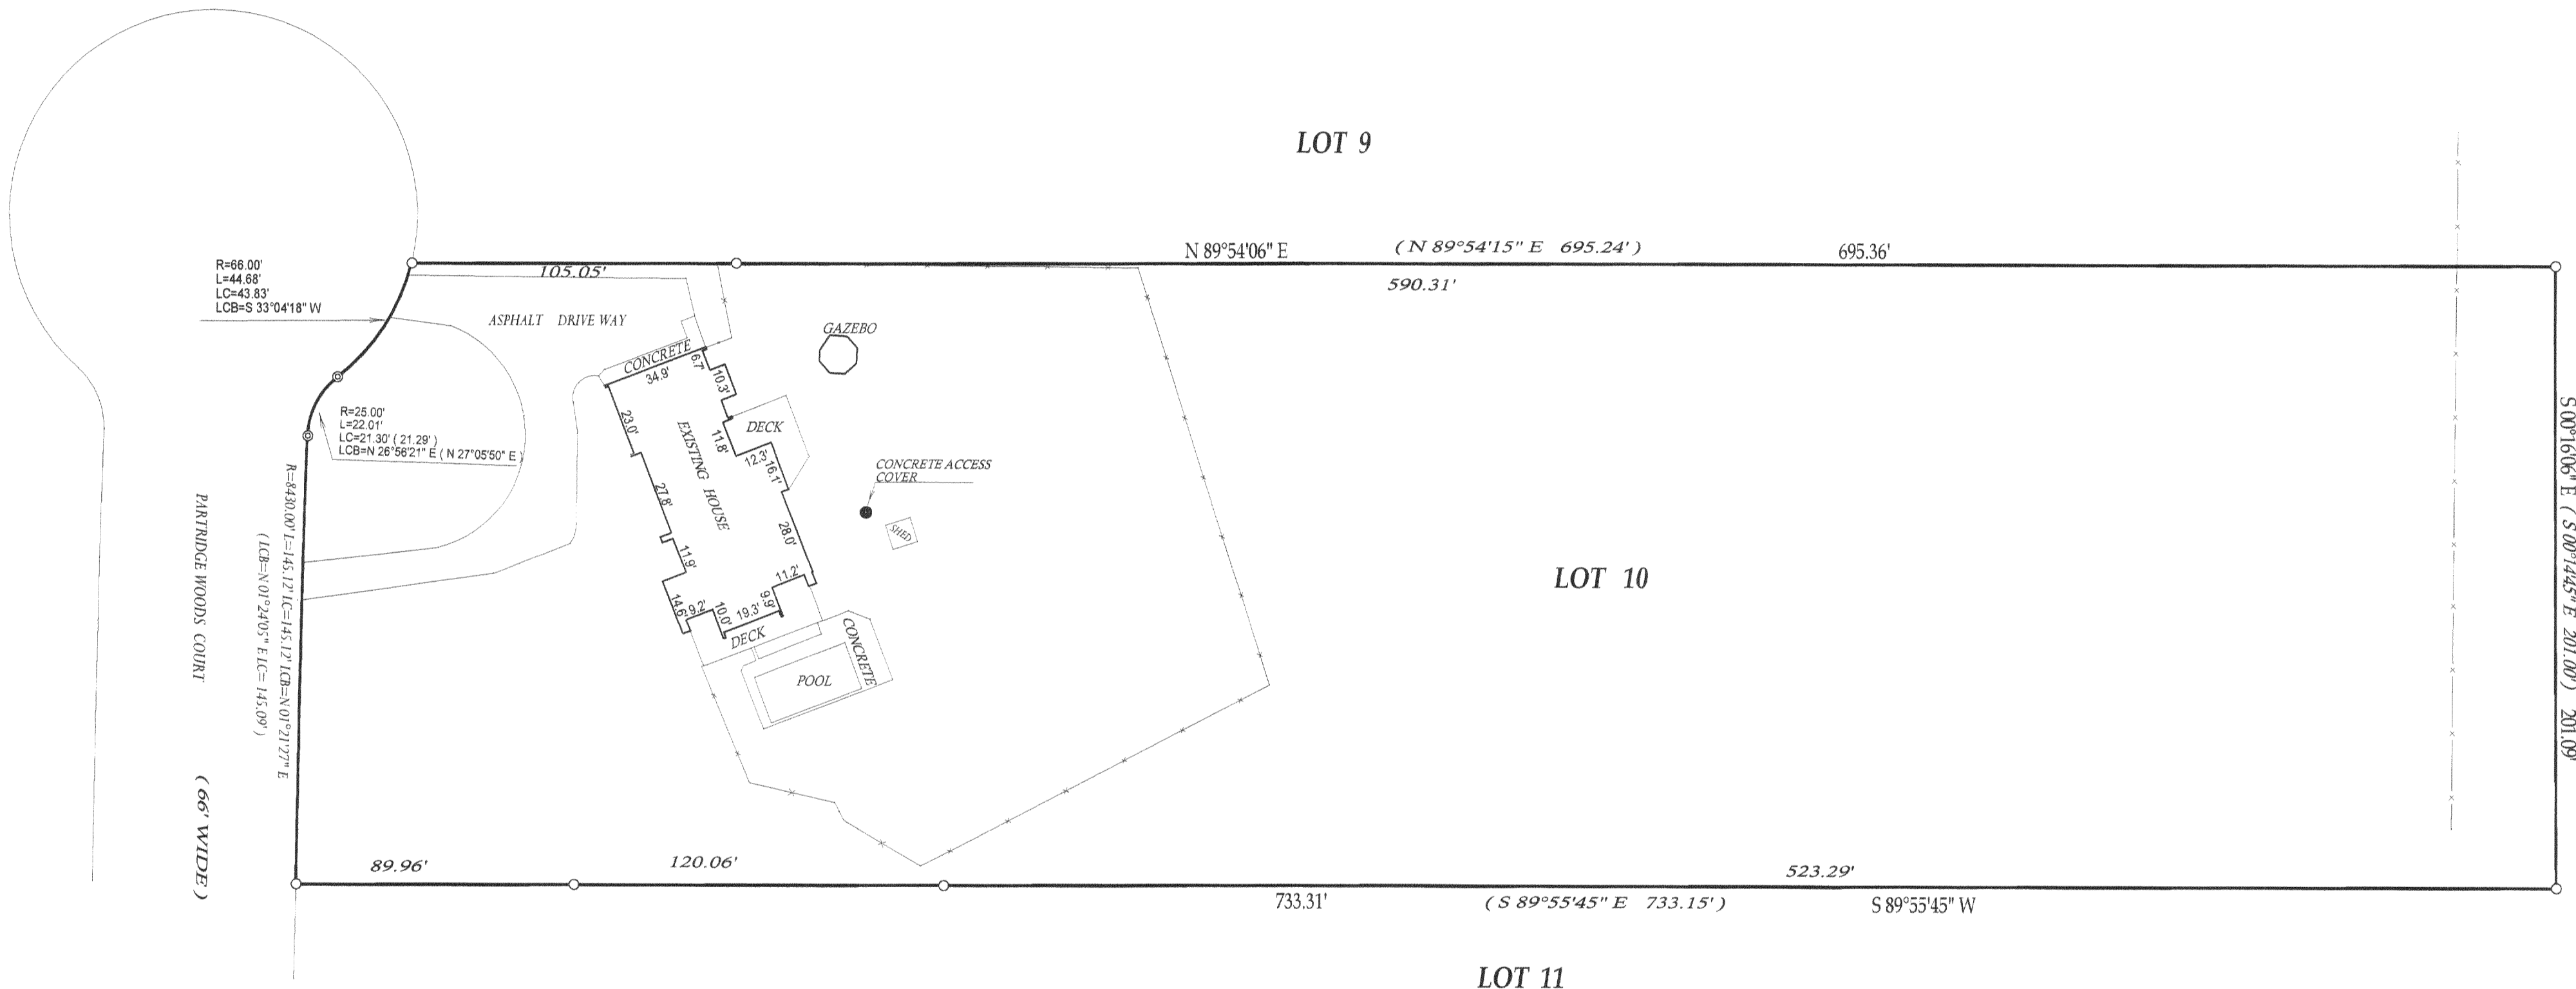 LOT 9
N 89°54'06" E ( N 89°54'15" E 695.24' ) 695.36'
105.05'
590.31'
R=66.00'
L=44.68'
LC=43.83'
LCB=S 33°04'18" W
ASPHALT DRIVE WAY
GAZEBO
CONCRETE
34.9'
6.7'
10.3'
R=25.00'
L=22.01'
LC=21.30' ( 21.29' )
LCB=N 26°56'21" E ( N 27°05'50" E )
23.0'
EXISTING HOUSE
11.8'
DECK
12.3'
16.1'
CONCRETE ACCESS
COVER
SHED
27.8'
28.0'
11.9'
11.2'
9.9'
14.6'
9.2'
10.0'
19.3'
DECK
CONCRETE
POOL
LOT 10
S 00°16'06" E ( S 00°14'45" E 201.00' ) 201.09'
R=8430.00' L=145.12' LC=145.12' LCB=N 01°21'27" E
( LCB=N 01°24'05" E LC= 145.09' )
PARTRIDGE WOODS COURT ( 66' WIDE )
89.96'
120.06'
523.29'
733.31' ( S 89°55'45" E 733.15' ) S 89°55'45" W
LOT 11